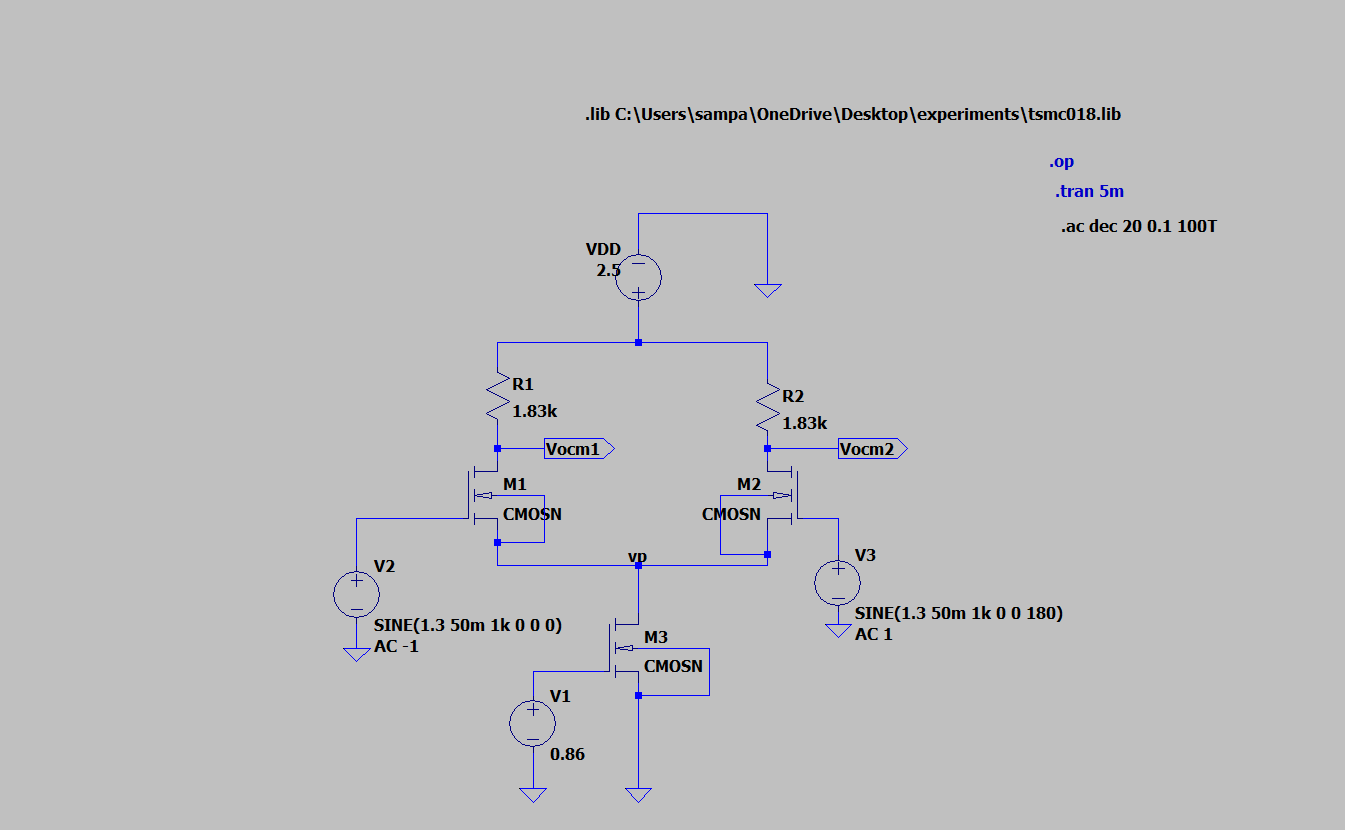 .lib C:\Users\sampa\OneDrive\Desktop\experiments\tsmc018.lib
.op
.tran 5m
.ac dec 20 0.1 100T
VDD
2.5
R1
1.83k
R2
1.83k
Vocm1
Vocm2
M1
CMOSN
M2
CMOSN
vp
V2
SINE(1.3 50m 1k 0 0 0)
AC -1
V3
SINE(1.3 50m 1k 0 0 180)
AC 1
M3
CMOSN
V1
0.86